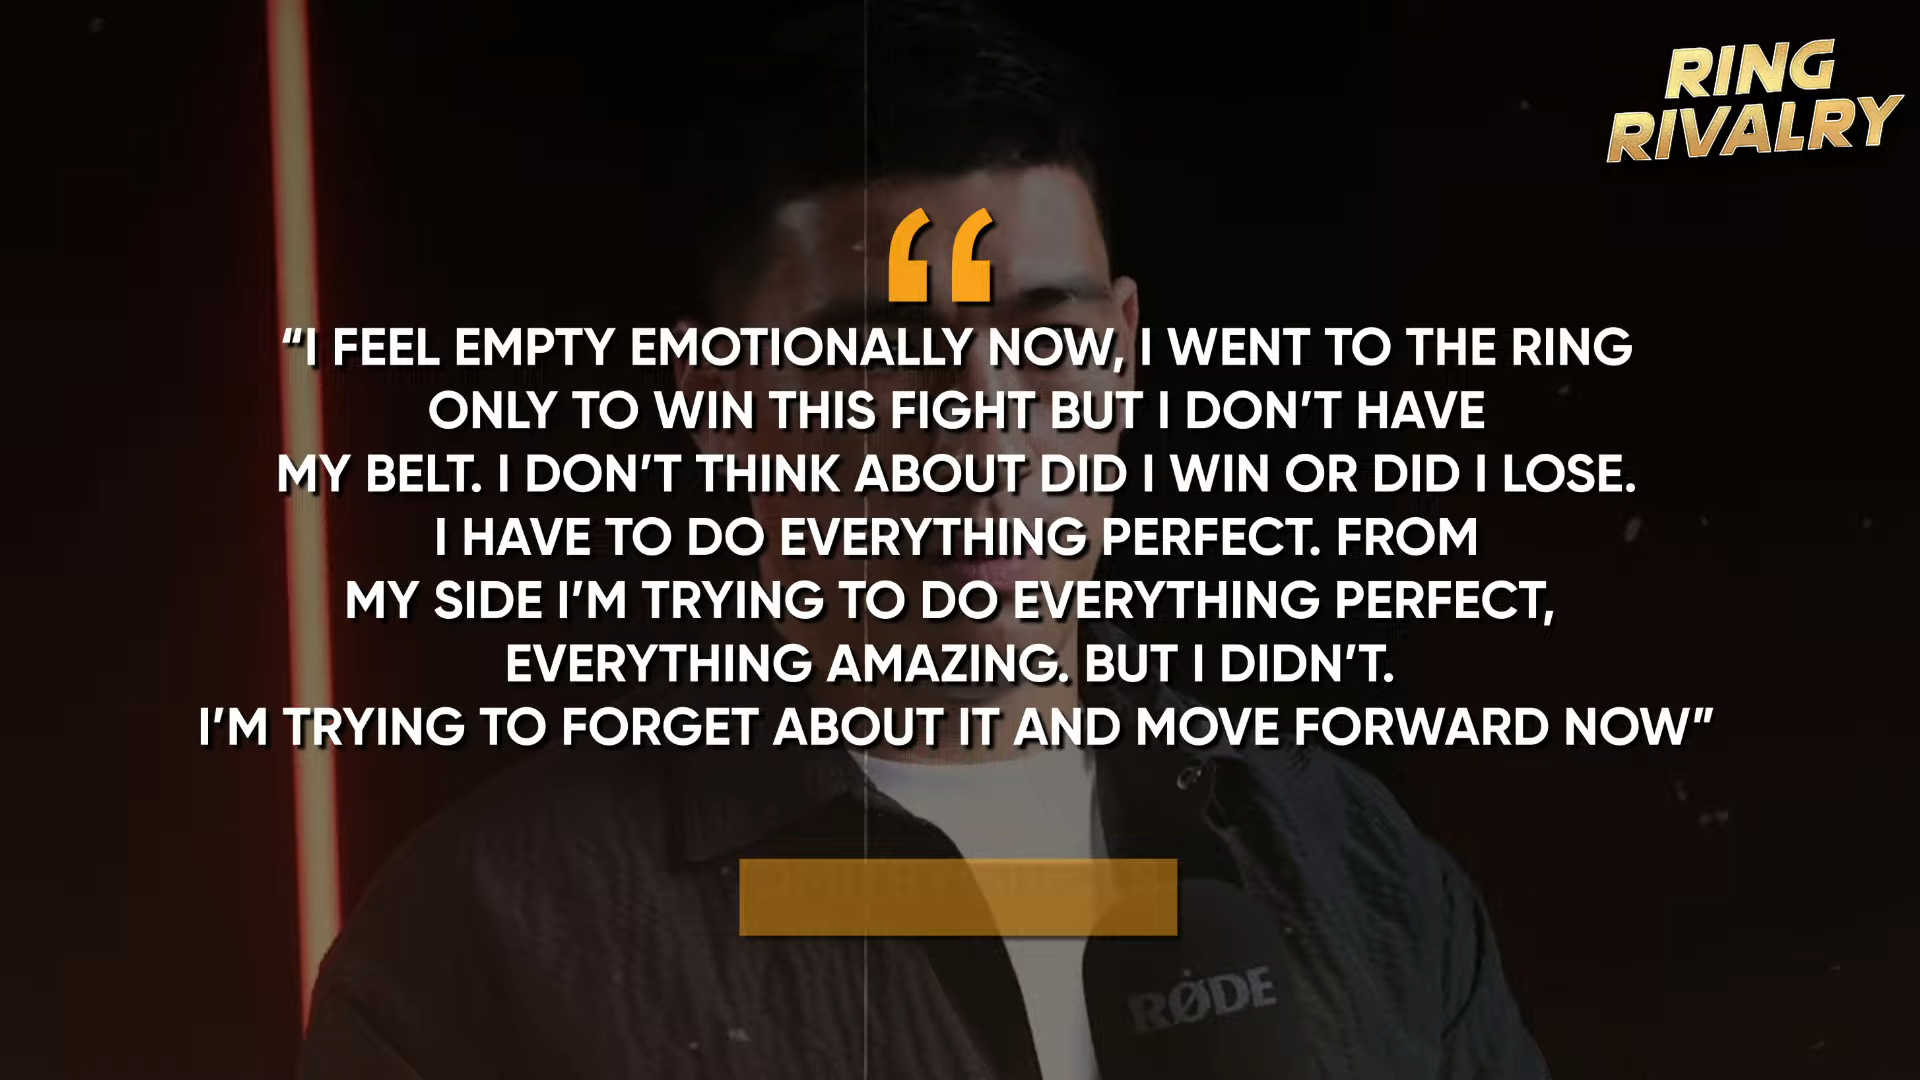 RING
RIVALRY
“I FEEL EMPTY EMOTIONALLY NOW, I WENT TO THE RING
ONLY TO WIN THIS FIGHT BUT I DON’T HAVE
MY BELT. I DON’T THINK ABOUT DID I WIN OR DID I LOSE.
I HAVE TO DO EVERYTHING PERFECT. FROM
MY SIDE I’M TRYING TO DO EVERYTHING PERFECT,
EVERYTHING AMAZING. BUT I DIDN’T.
I’M TRYING TO FORGET ABOUT IT AND MOVE FORWARD NOW”
RØDE